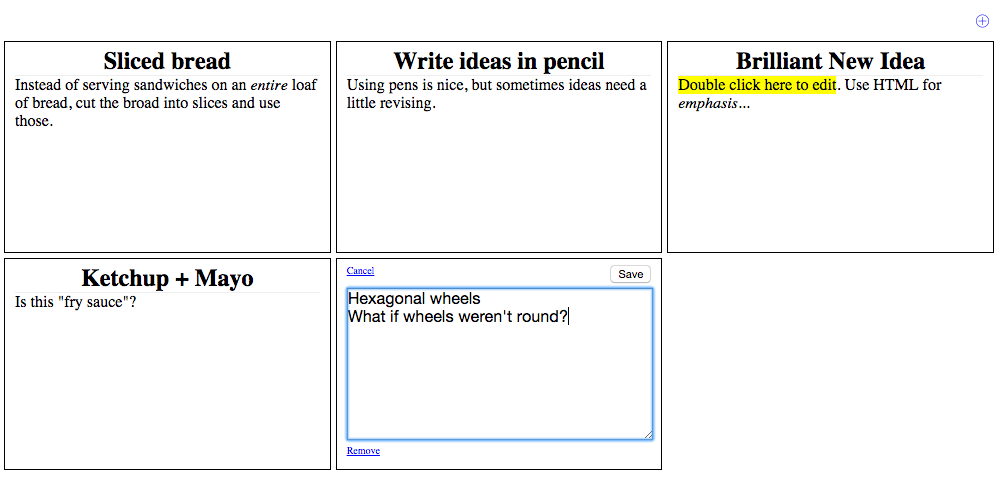 Sliced bread
Instead of serving sandwiches on an entire loaf
of bread, cut the broad into slices and use
those.
Write ideas in pencil
Using pens is nice, but sometimes ideas need a
little revising.
Brilliant New Idea
Double click here to edit. Use HTML for
emphasis...
Ketchup + Mayo
Is this "fry sauce"?
Cancel
Save
Hexagonal wheels
What if wheels weren't round?
Remove